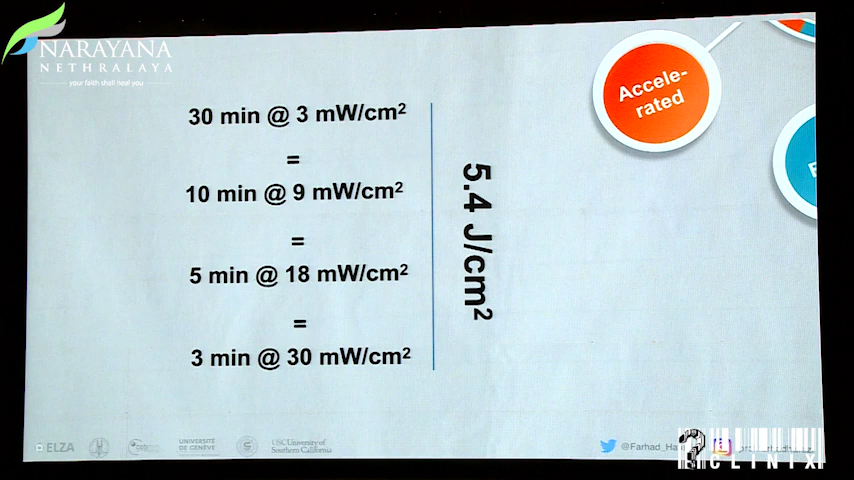 NARAYANA
NETHRALAYA
your faith shall heal you
30 min @ 3 mW/cm²
=
10 min @ 9 mW/cm²
=
5 min @ 18 mW/cm²
=
3 min @ 30 mW/cm²
5.4 J/cm²
Accele-
rated
ELZA
UNIVERSITÉ
DE GENÈVE
USC University of
Southern California
CLINIX